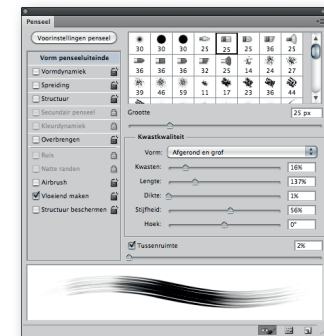 Penseel
Voorinstellingen penseel
Vorm penseeluiteinde
Vormdynamiek
Spreiding
Structuur
Secundair penseel
Kleurdynamiek
Overbrengen
Ruis
Natte randen
Airbrush
Vloeiend maken
Structuur beschermen
30 30 30 25 25 25 36 25
36 36 36 32 25 14 24 27
39 46 59 11 17 23 36 44
Grootte 25 px
Kwastkwaliteit
Vorm: Afgerond en grof
Kwasten: 16%
Lengte: 137%
Dikte: 1%
Stijfheid: 56%
Hoek: 0°
Tussenruimte 2%